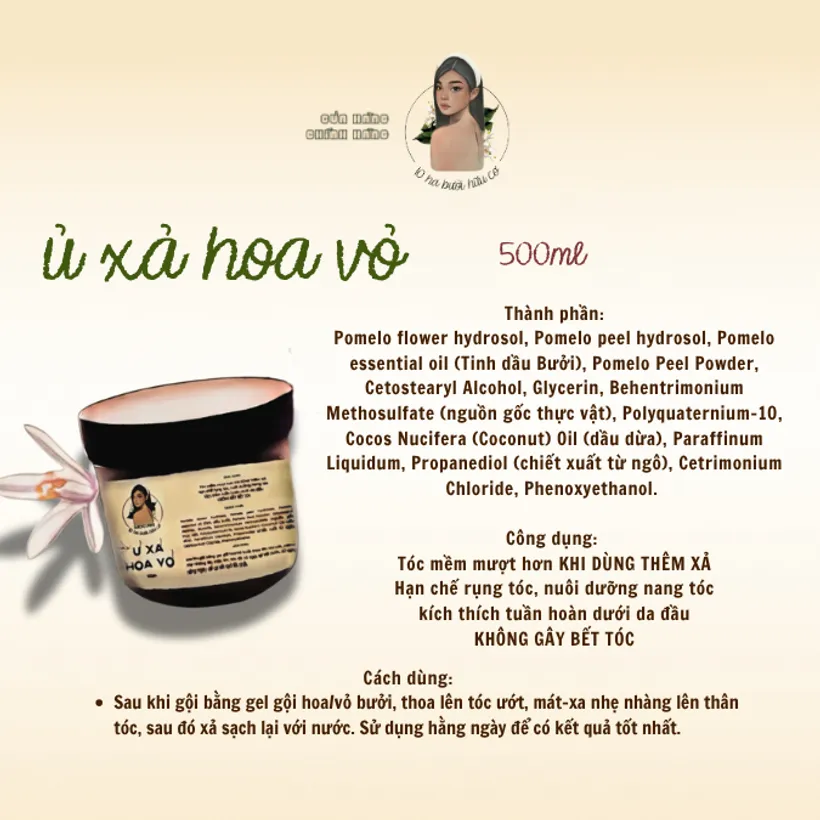 CỬA HÀNG
CHÍNH HÃNG
ủ xả hoa vỏ
500ml
Thành phần:
Pomelo flower hydrosol, Pomelo peel hydrosol, Pomelo
essential oil (Tinh dầu Bưởi), Pomelo Peel Powder,
Cetostearyl Alcohol, Glycerin, Behentrimonium
Methosulfate (nguồn gốc thực vật), Polyquaternium-10,
Cocos Nucifera (Coconut) Oil (dầu dừa), Paraffinum
Liquidum, Propanediol (chiết xuất từ ngô), Cetrimonium
Chloride, Phenoxyethanol.
Công dụng:
Tóc mềm mượt hơn KHI DÙNG THÊM XẢ
Hạn chế rụng tóc, nuôi dưỡng nang tóc
kích thích tuần hoàn dưới da đầu
KHÔNG GÂY BẾT TÓC
Ủ XẢ
HOA VỎ
Cách dùng:
• Sau khi gội bằng gel gội hoa/vỏ bưởi, thoa lên tóc ướt, mát-xa nhẹ nhàng lên thân
tóc, sau đó xả sạch lại với nước. Sử dụng hằng ngày để có kết quả tốt nhất.